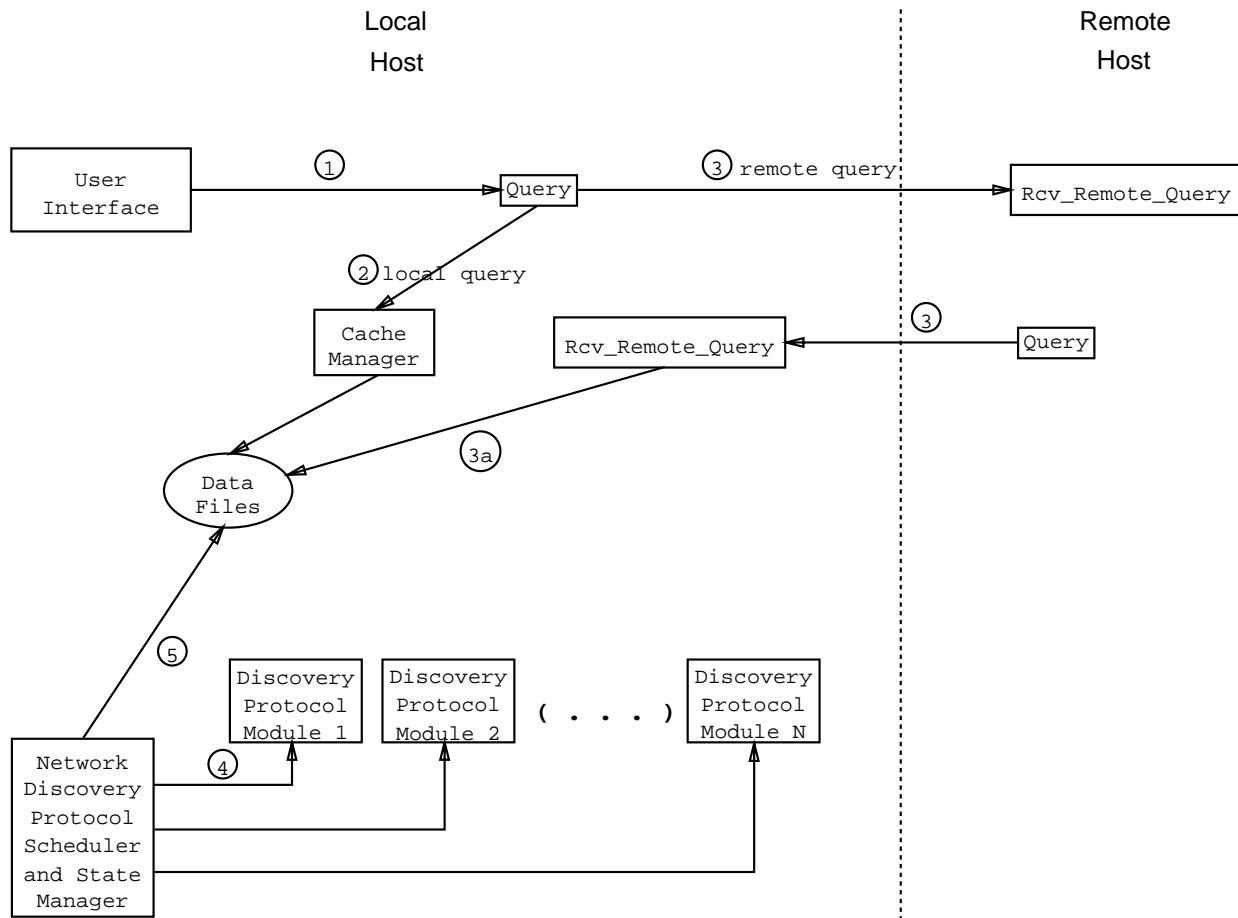 Local
Host
Remote
Host
User
Interface
1
Query
3 remote query
Rcv_Remote_Query
2 local query
Cache
Manager
Rcv_Remote_Query
3
Query
3a
Data
Files
5
Discovery
Protocol
Module 1
Discovery
Protocol
Module 2
( . . . )
Discovery
Protocol
Module N
4
Network
Discovery
Protocol
Scheduler
and State
Manager